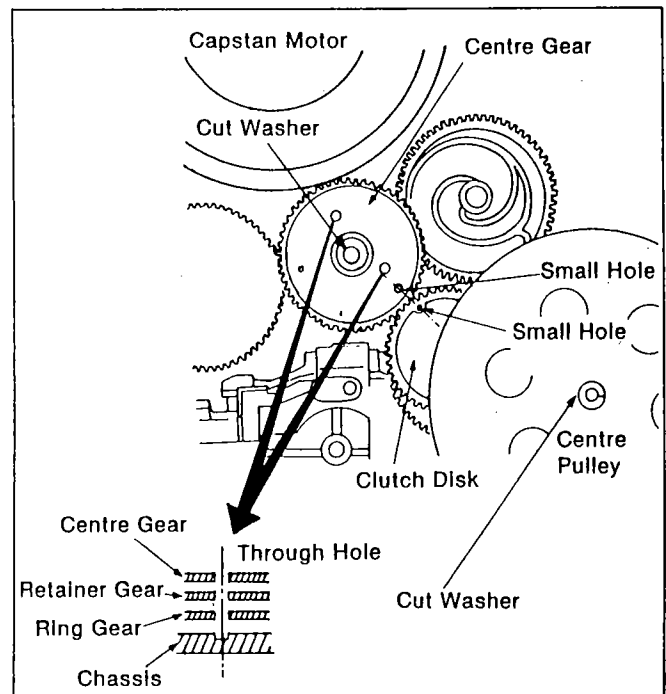 Capstan Motor
Centre Gear
Cut Washer
Small Hole
Small Hole
Centre
Pulley
Clutch Disk
Centre Gear
Through Hole
Retainer Gear
Cut Washer
Ring Gear
Chassis